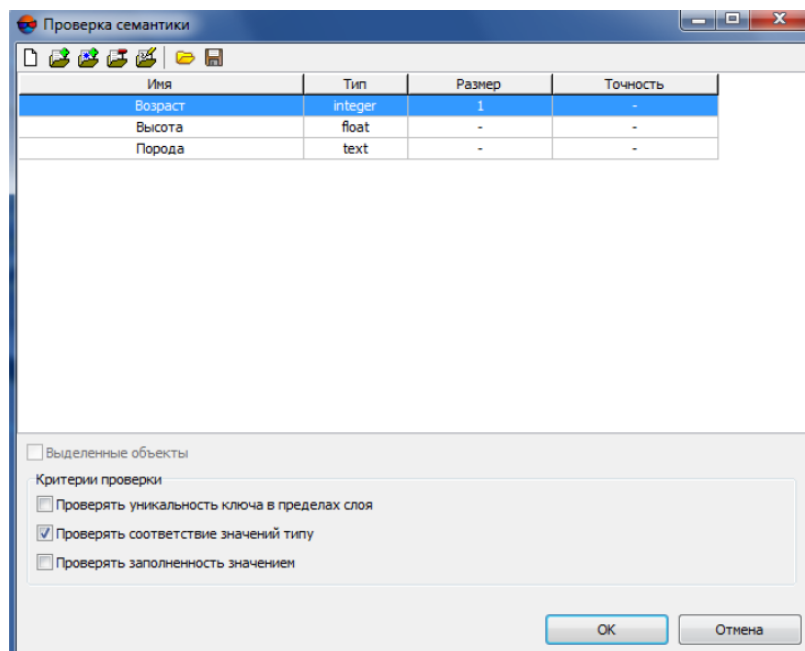 Проверка семантики
Имя Тип Размер Точность
Возраст integer 1 -
Высота float - -
Порода text - -
Выделенные объекты
Критерии проверки
Проверять уникальность ключа в пределах слоя
Проверять соответствие значений типу
Проверять заполненность значением
OK Отмена